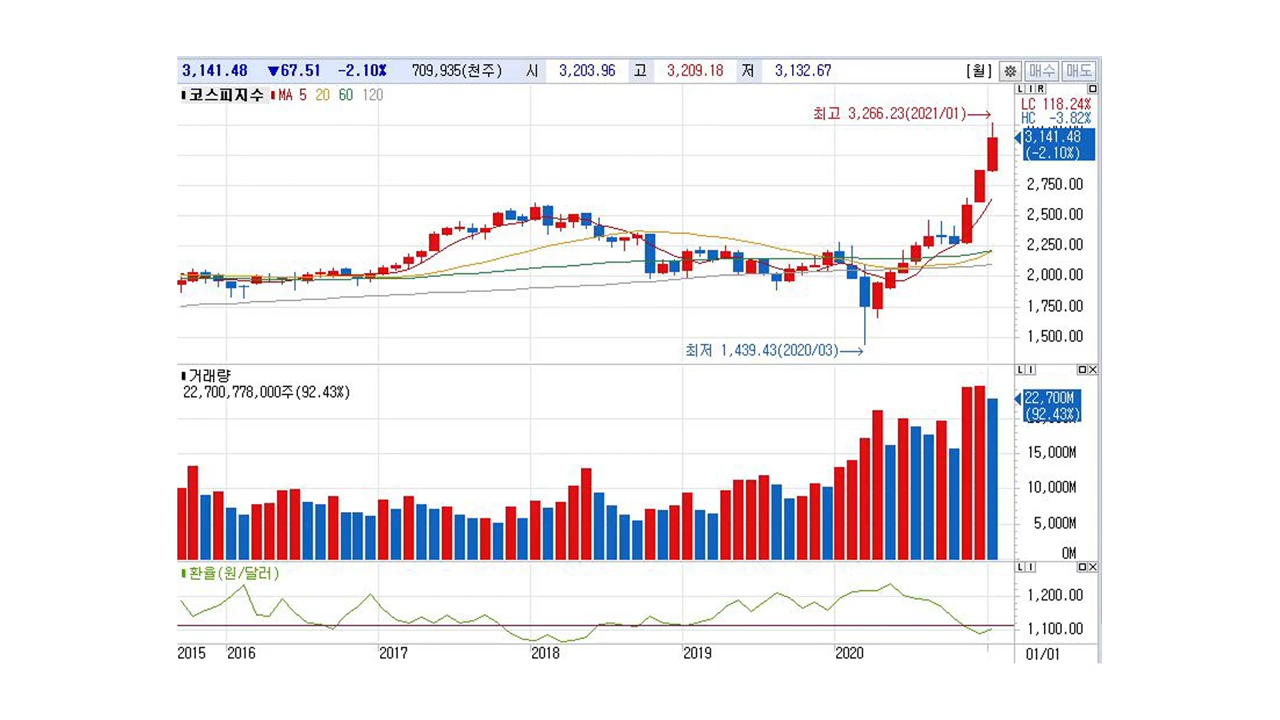 3,141.48 ▼67.51 -2.10% 709,935(천주) 시 3,203.96 고 3,209.18 저 3,132.67 [월] 매수 매도
코스피지수 MA 5 20 60 120
L I R
최고 3,266.23(2021/01)
LC 118.24%
HC -3.82%
3,141.48
(-2.10%)
2,750.00
2,500.00
2,250.00
2,000.00
1,750.00
1,500.00
최저 1,439.43(2020/03)
거래량
L I
22,700,778,000주(92.43%)
22,700M
(92.43%)
15,000M
10,000M
5,000M
0M
환율(원/달러)
L I
1,200.00
1,100.00
2015 2016 2017 2018 2019 2020 01/01